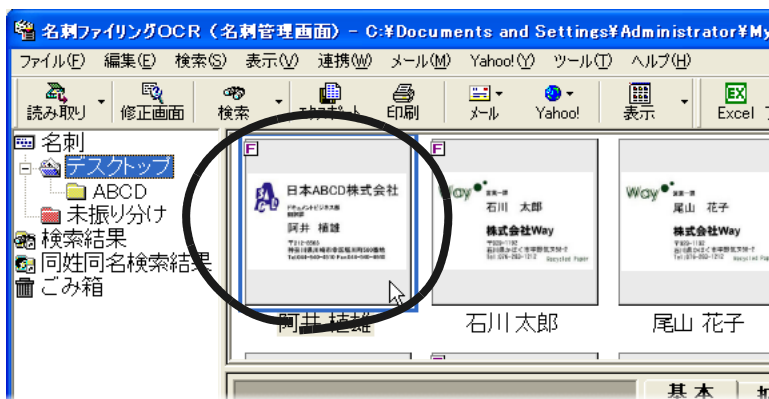 名刺ファイリングOCR(名刺管理画面) - C:¥Documents and Settings¥Administrator¥My
ファイル(F) 編集(E) 検索(S) 表示(V) 連携(W) メール(M) Yahoo!(Y) ツール(T) ヘルプ(H)
読み取り 修正画面 検索 エクスポート 印刷 メール Yahoo! 表示 Excel
名刺
デスクトップ
ABCD
未振り分け
検索結果
同姓同名検索結果
ごみ箱
F
日本ABCD株式会社
阿井 植雄
阿井 植雄
F
Way
石川 太郎
株式会社Way
Recycled Paper
石川 太郎
Way
尾山 花子
株式会社Way
Recycled Paper
尾山 花子
基本